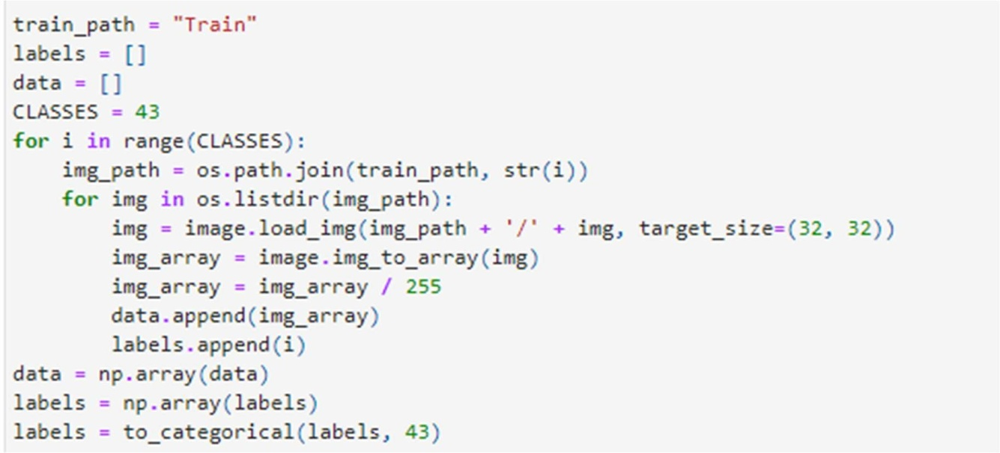 train_path = "Train"
labels = []
data = []
CLASSES = 43
for i in range(CLASSES):
    img_path = os.path.join(train_path, str(i))
    for img in os.listdir(img_path):
        img = image.load_img(img_path + '/' + img, target_size=(32, 32))
        img_array = image.img_to_array(img)
        img_array = img_array / 255
        data.append(img_array)
        labels.append(i)
data = np.array(data)
labels = np.array(labels)
labels = to_categorical(labels, 43)